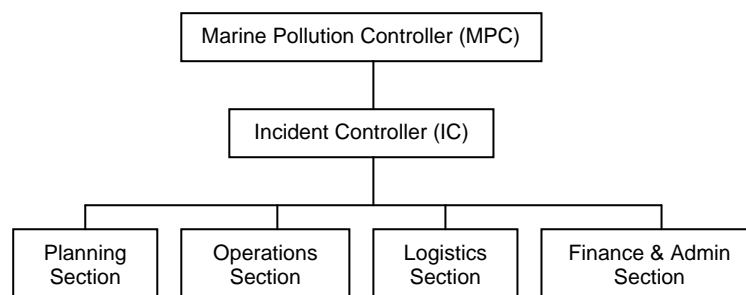 Marine Pollution Controller (MPC)
Incident Controller (IC)
Planning
Section
Operations
Section
Logistics
Section
Finance & Admin
Section